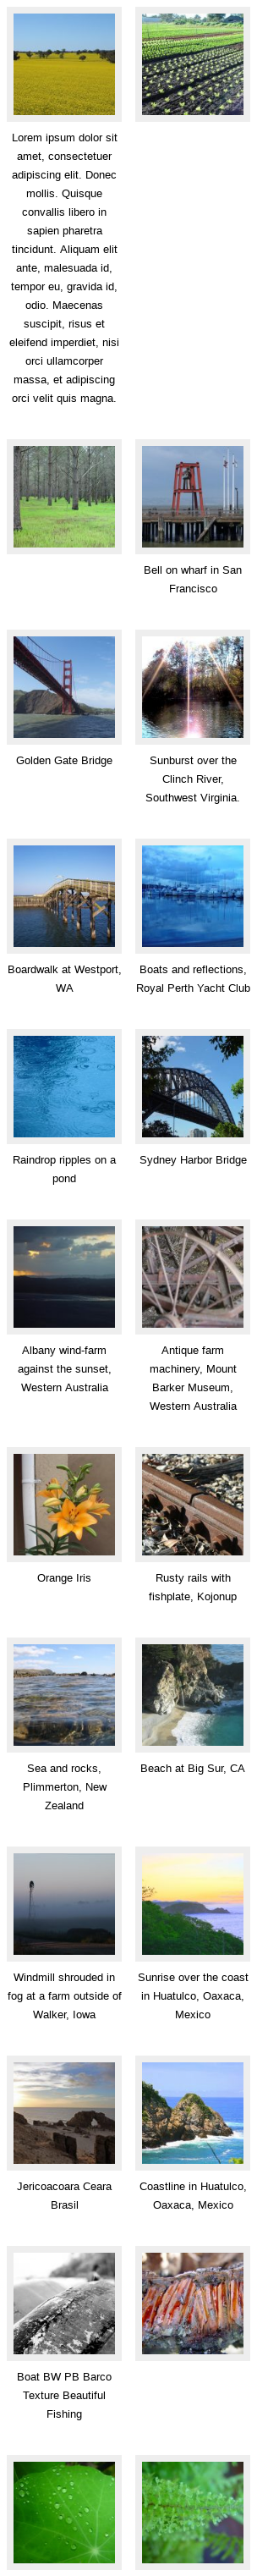 Lorem ipsum dolor sit
amet, consectetuer
adipiscing elit. Donec
mollis. Quisque
convallis libero in
sapien pharetra
tincidunt. Aliquam elit
ante, malesuada id,
tempor eu, gravida id,
odio. Maecenas
suscipit, risus et
eleifend imperdiet, nisi
orci ullamcorper
massa, et adipiscing
orci velit quis magna.
Bell on wharf in San
Francisco
Golden Gate Bridge
Sunburst over the
Clinch River,
Southwest Virginia.
Boardwalk at Westport,
WA
Boats and reflections,
Royal Perth Yacht Club
Raindrop ripples on a
pond
Sydney Harbor Bridge
Albany wind-farm
against the sunset,
Western Australia
Antique farm
machinery, Mount
Barker Museum,
Western Australia
Orange Iris
Rusty rails with
fishplate, Kojonup
Sea and rocks,
Plimmerton, New
Zealand
Beach at Big Sur, CA
Windmill shrouded in
fog at a farm outside of
Walker, Iowa
Sunrise over the coast
in Huatulco, Oaxaca,
Mexico
Jericoacoara Ceara
Brasil
Coastline in Huatulco,
Oaxaca, Mexico
Boat BW PB Barco
Texture Beautiful
Fishing